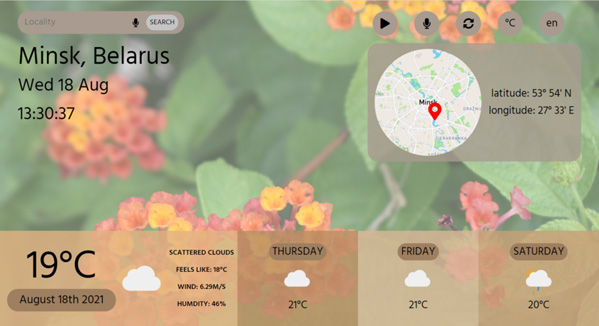 Locality
SEARCH
°C
en
Minsk, Belarus
Wed 18 Aug
13:30:37
Minsk
latitude: 53° 54' N
longitude: 27° 33' E
19°C
August 18th 2021
SCATTERED CLOUDS
FEELS LIKE: 18°C
WIND: 6.29M/S
HUMDITY: 46%
THURSDAY
21°C
FRIDAY
21°C
SATURDAY
20°C